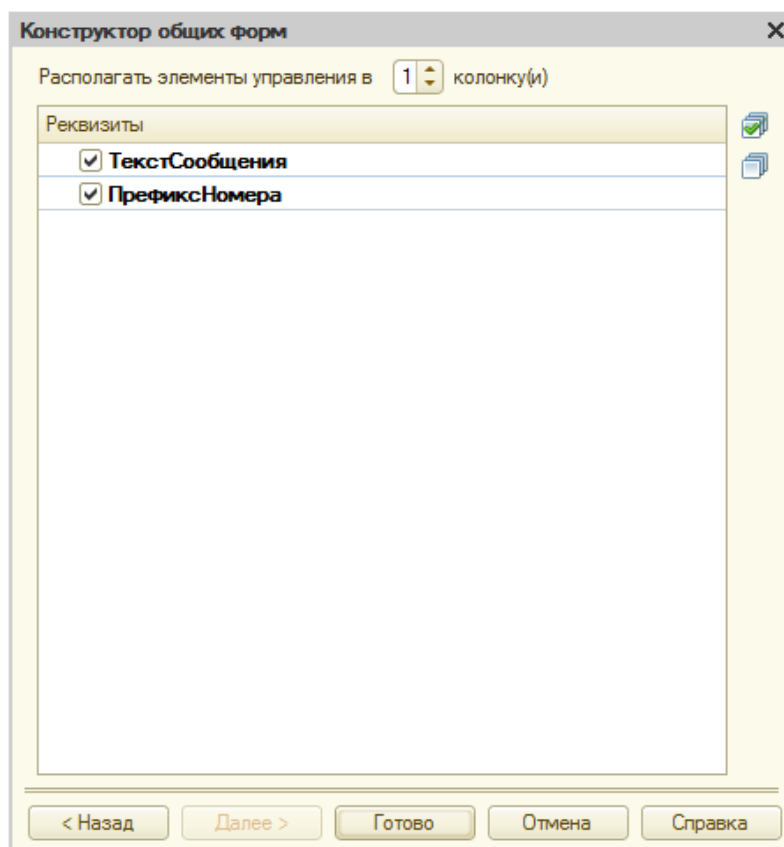 Конструктор общих форм
Располагать элементы управления в 1 колонку(и)
Реквизиты
ТекстСообщения
ПрефиксНомера
< Назад Далее > Готово Отмена Справка